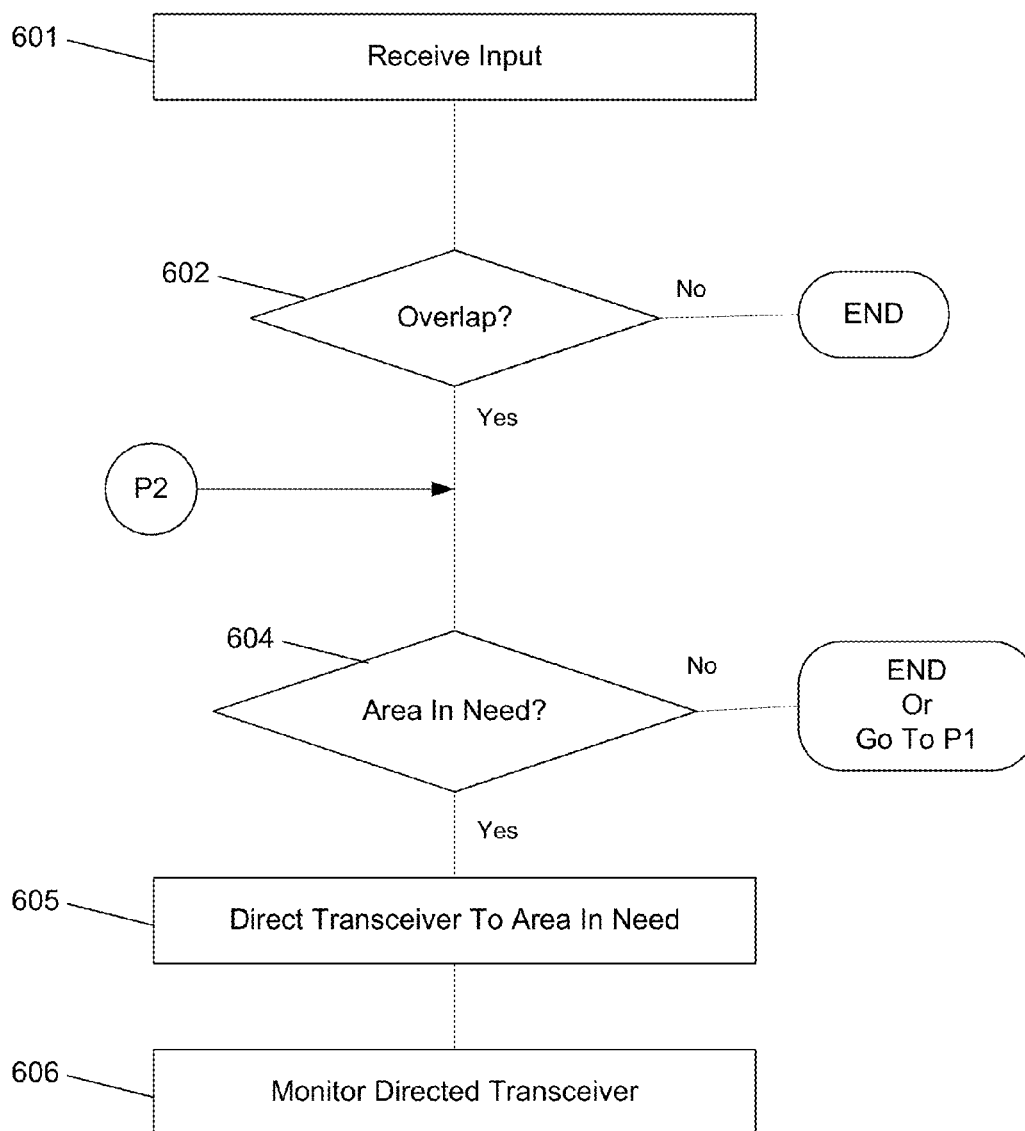 601
Receive Input
602
Overlap?
No
END
Yes
P2
604
Area In Need?
No
END
Or
Go To P1
Yes
605
Direct Transceiver To Area In Need
606
Monitor Directed Transceiver